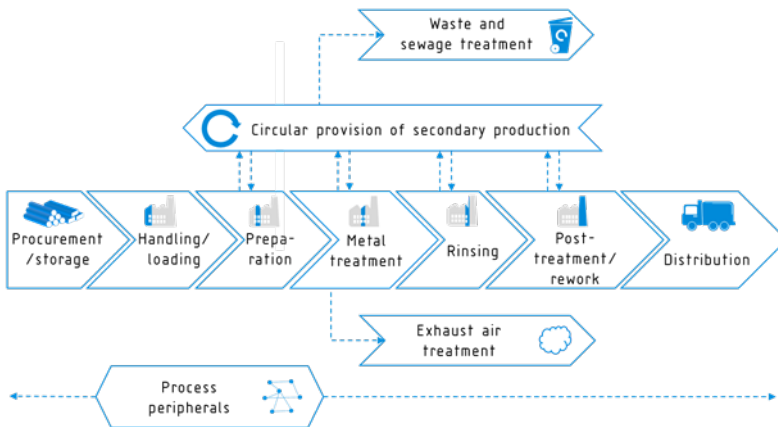 Waste and
sewage treatment
Circular provision of secondary production
Procurement
/storage
Handling/
loading
Prepa-
ration
Metal
treatment
Rinsing
Post-
treatment/
rework
Distribution
Exhaust air
treatment
Process
peripherals